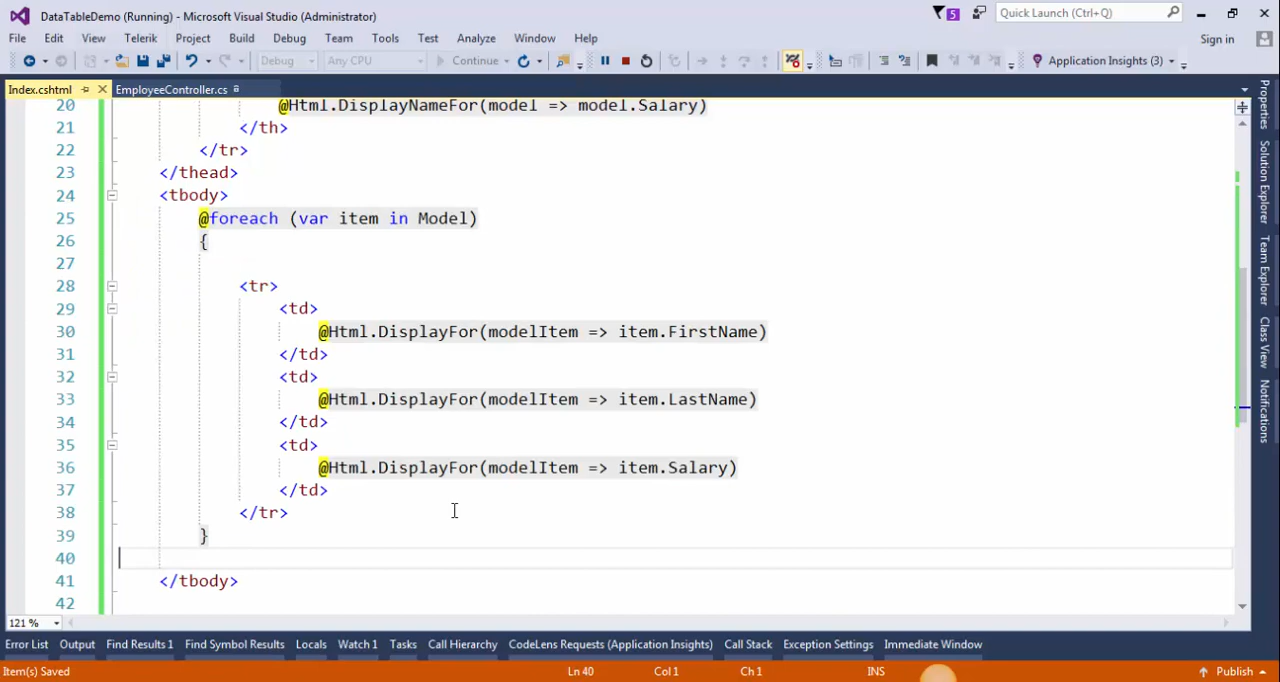 DataTableDemo (Running) - Microsoft Visual Studio (Administrator)
5
Quick Launch (Ctrl+Q)
File Edit View Telerik Project Build Debug Team Tools Test Analyze Window Help
Sign in
Debug Any CPU Continue Application Insights (3)
Index.cshtml EmployeeController.cs
20 @Html.DisplayNameFor(model => model.Salary)
21 </th>
22 </tr>
23 </thead>
24 <tbody>
25 @foreach (var item in Model)
26 {
27
28 <tr>
29 <td>
30 @Html.DisplayFor(modelItem => item.FirstName)
31 </td>
32 <td>
33 @Html.DisplayFor(modelItem => item.LastName)
34 </td>
35 <td>
36 @Html.DisplayFor(modelItem => item.Salary)
37 </td>
38 </tr>
39 }
40
41 </tbody>
42
Properties
Solution Explorer
Team Explorer
Class View
Notifications
121 %
Error List Output Find Results 1 Find Symbol Results Locals Watch 1 Tasks Call Hierarchy CodeLens Requests (Application Insights) Call Stack Exception Settings Immediate Window
Item(s) Saved Ln 40 Col 1 Ch 1 INS Publish